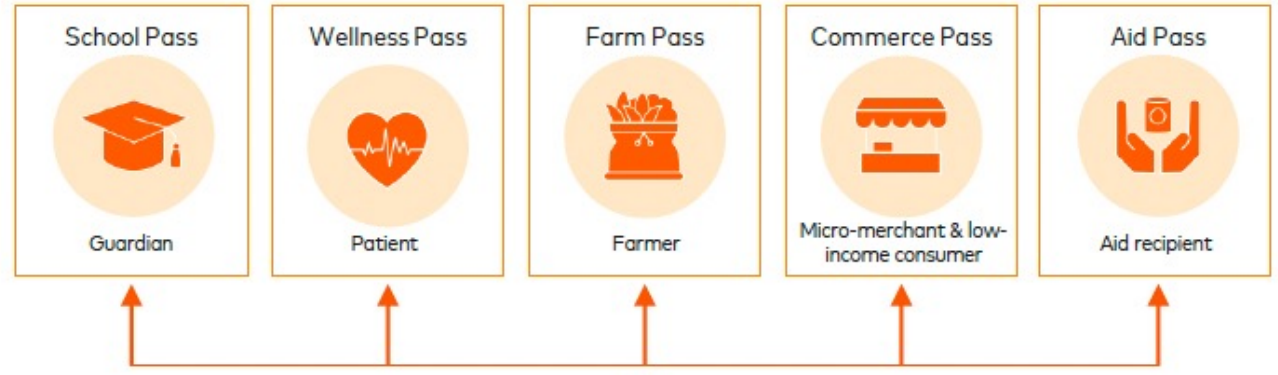 School Pass
Wellness Pass
Farm Pass
Commerce Pass
Aid Pass
Guardian
Patient
Farmer
Micro-merchant & low-
income consumer
Aid recipient